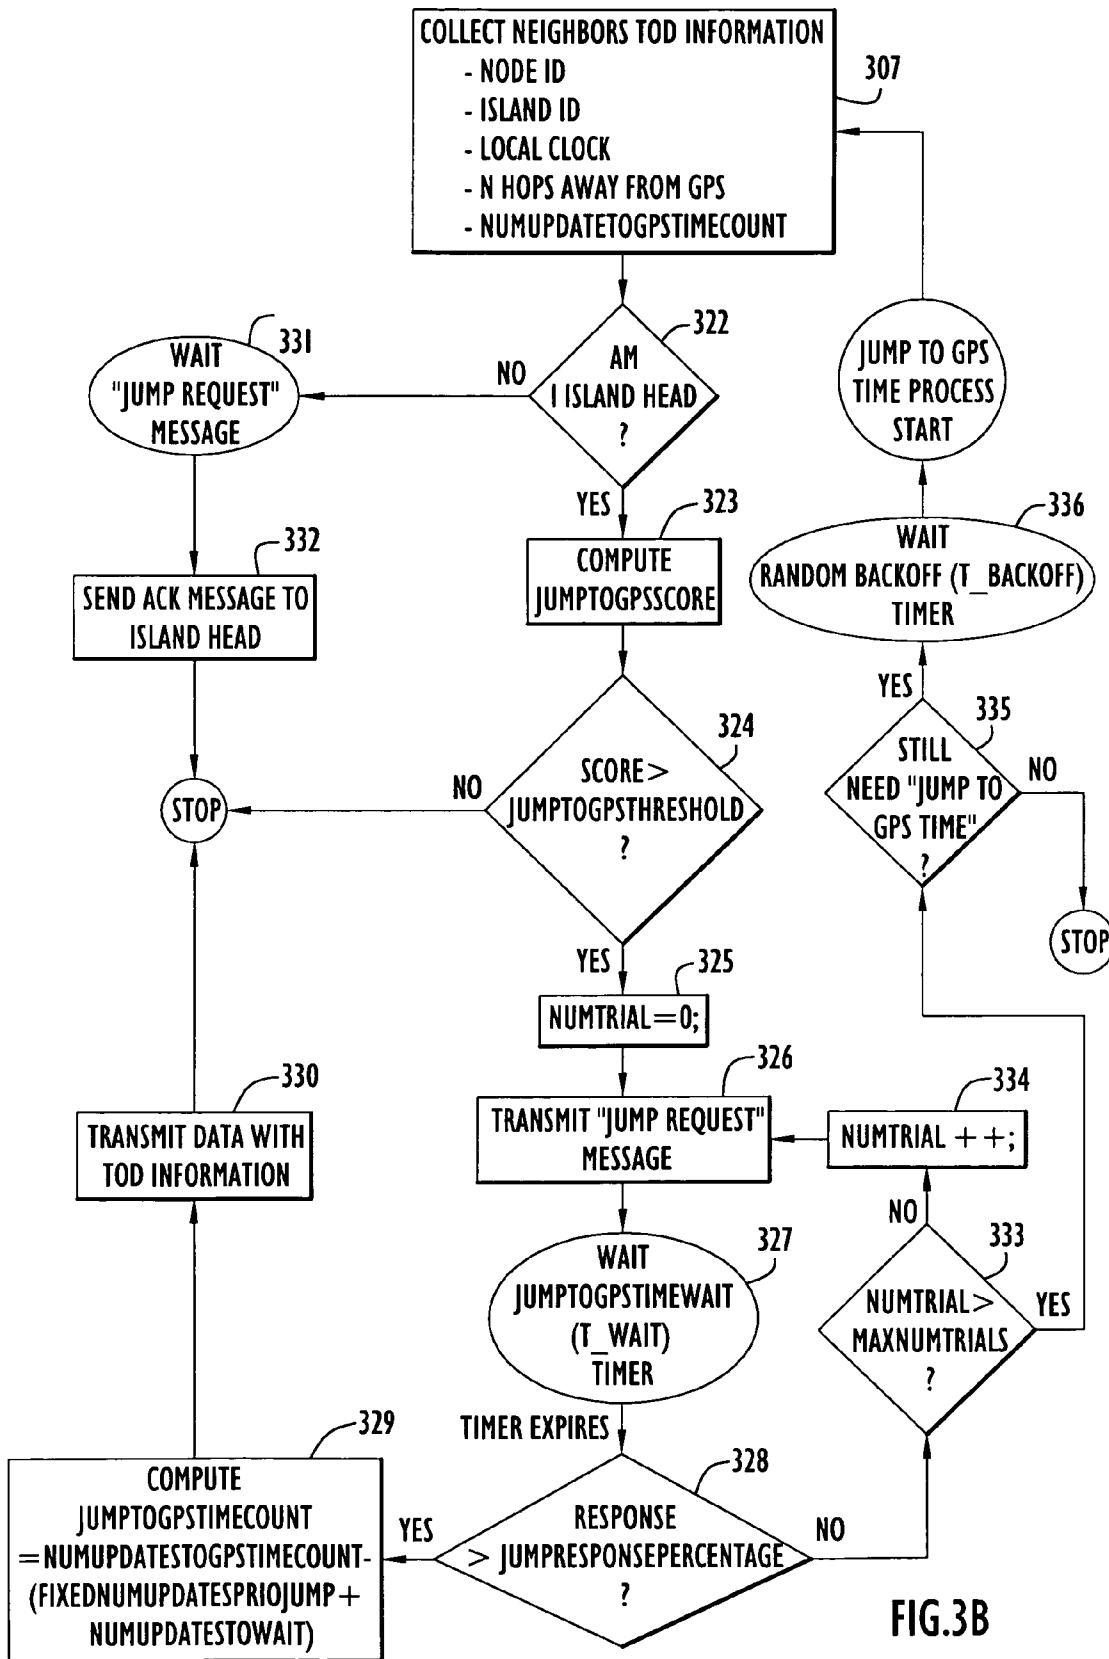 COLLECT NEIGHBORS TOD INFORMATION
- NODE ID
- ISLAND ID
- LOCAL CLOCK
- N HOPS AWAY FROM GPS
- NUMUPDATETOGPSTIMECOUNT
307
322
AM
I ISLAND HEAD
?
NO
YES
331
WAIT
"JUMP REQUEST"
MESSAGE
332
SEND ACK MESSAGE TO
ISLAND HEAD
STOP
323
COMPUTE
JUMPTOGPSSCORE
324
SCORE>
JUMPTOGPSTHRESHOLD
?
NO
YES
325
NUMTRIAL=0;
326
TRANSMIT "JUMP REQUEST"
MESSAGE
327
WAIT
JUMPTOGPSTIMEWAIT
(T_WAIT)
TIMER
TIMER EXPIRES
328
RESPONSE
> JUMPRESPONSEPERCENTAGE
?
YES
NO
329
COMPUTE
JUMPTOGPSTIMECOUNT
=NUMUPDATESTOGPSTIMECOUNT-
(FIXEDNUMUPDATESPRIOJUMP+
NUMUPDATESTOWAIT)
330
TRANSMIT DATA WITH
TOD INFORMATION
333
NUMTRIAL>
MAXNUMTRIALS
?
NO
YES
334
NUMTRIAL ++;
335
STILL
NEED "JUMP TO
GPS TIME"
?
YES
NO
STOP
336
WAIT
RANDOM BACKOFF (T_BACKOFF)
TIMER
JUMP TO GPS
TIME PROCESS
START
FIG.3B